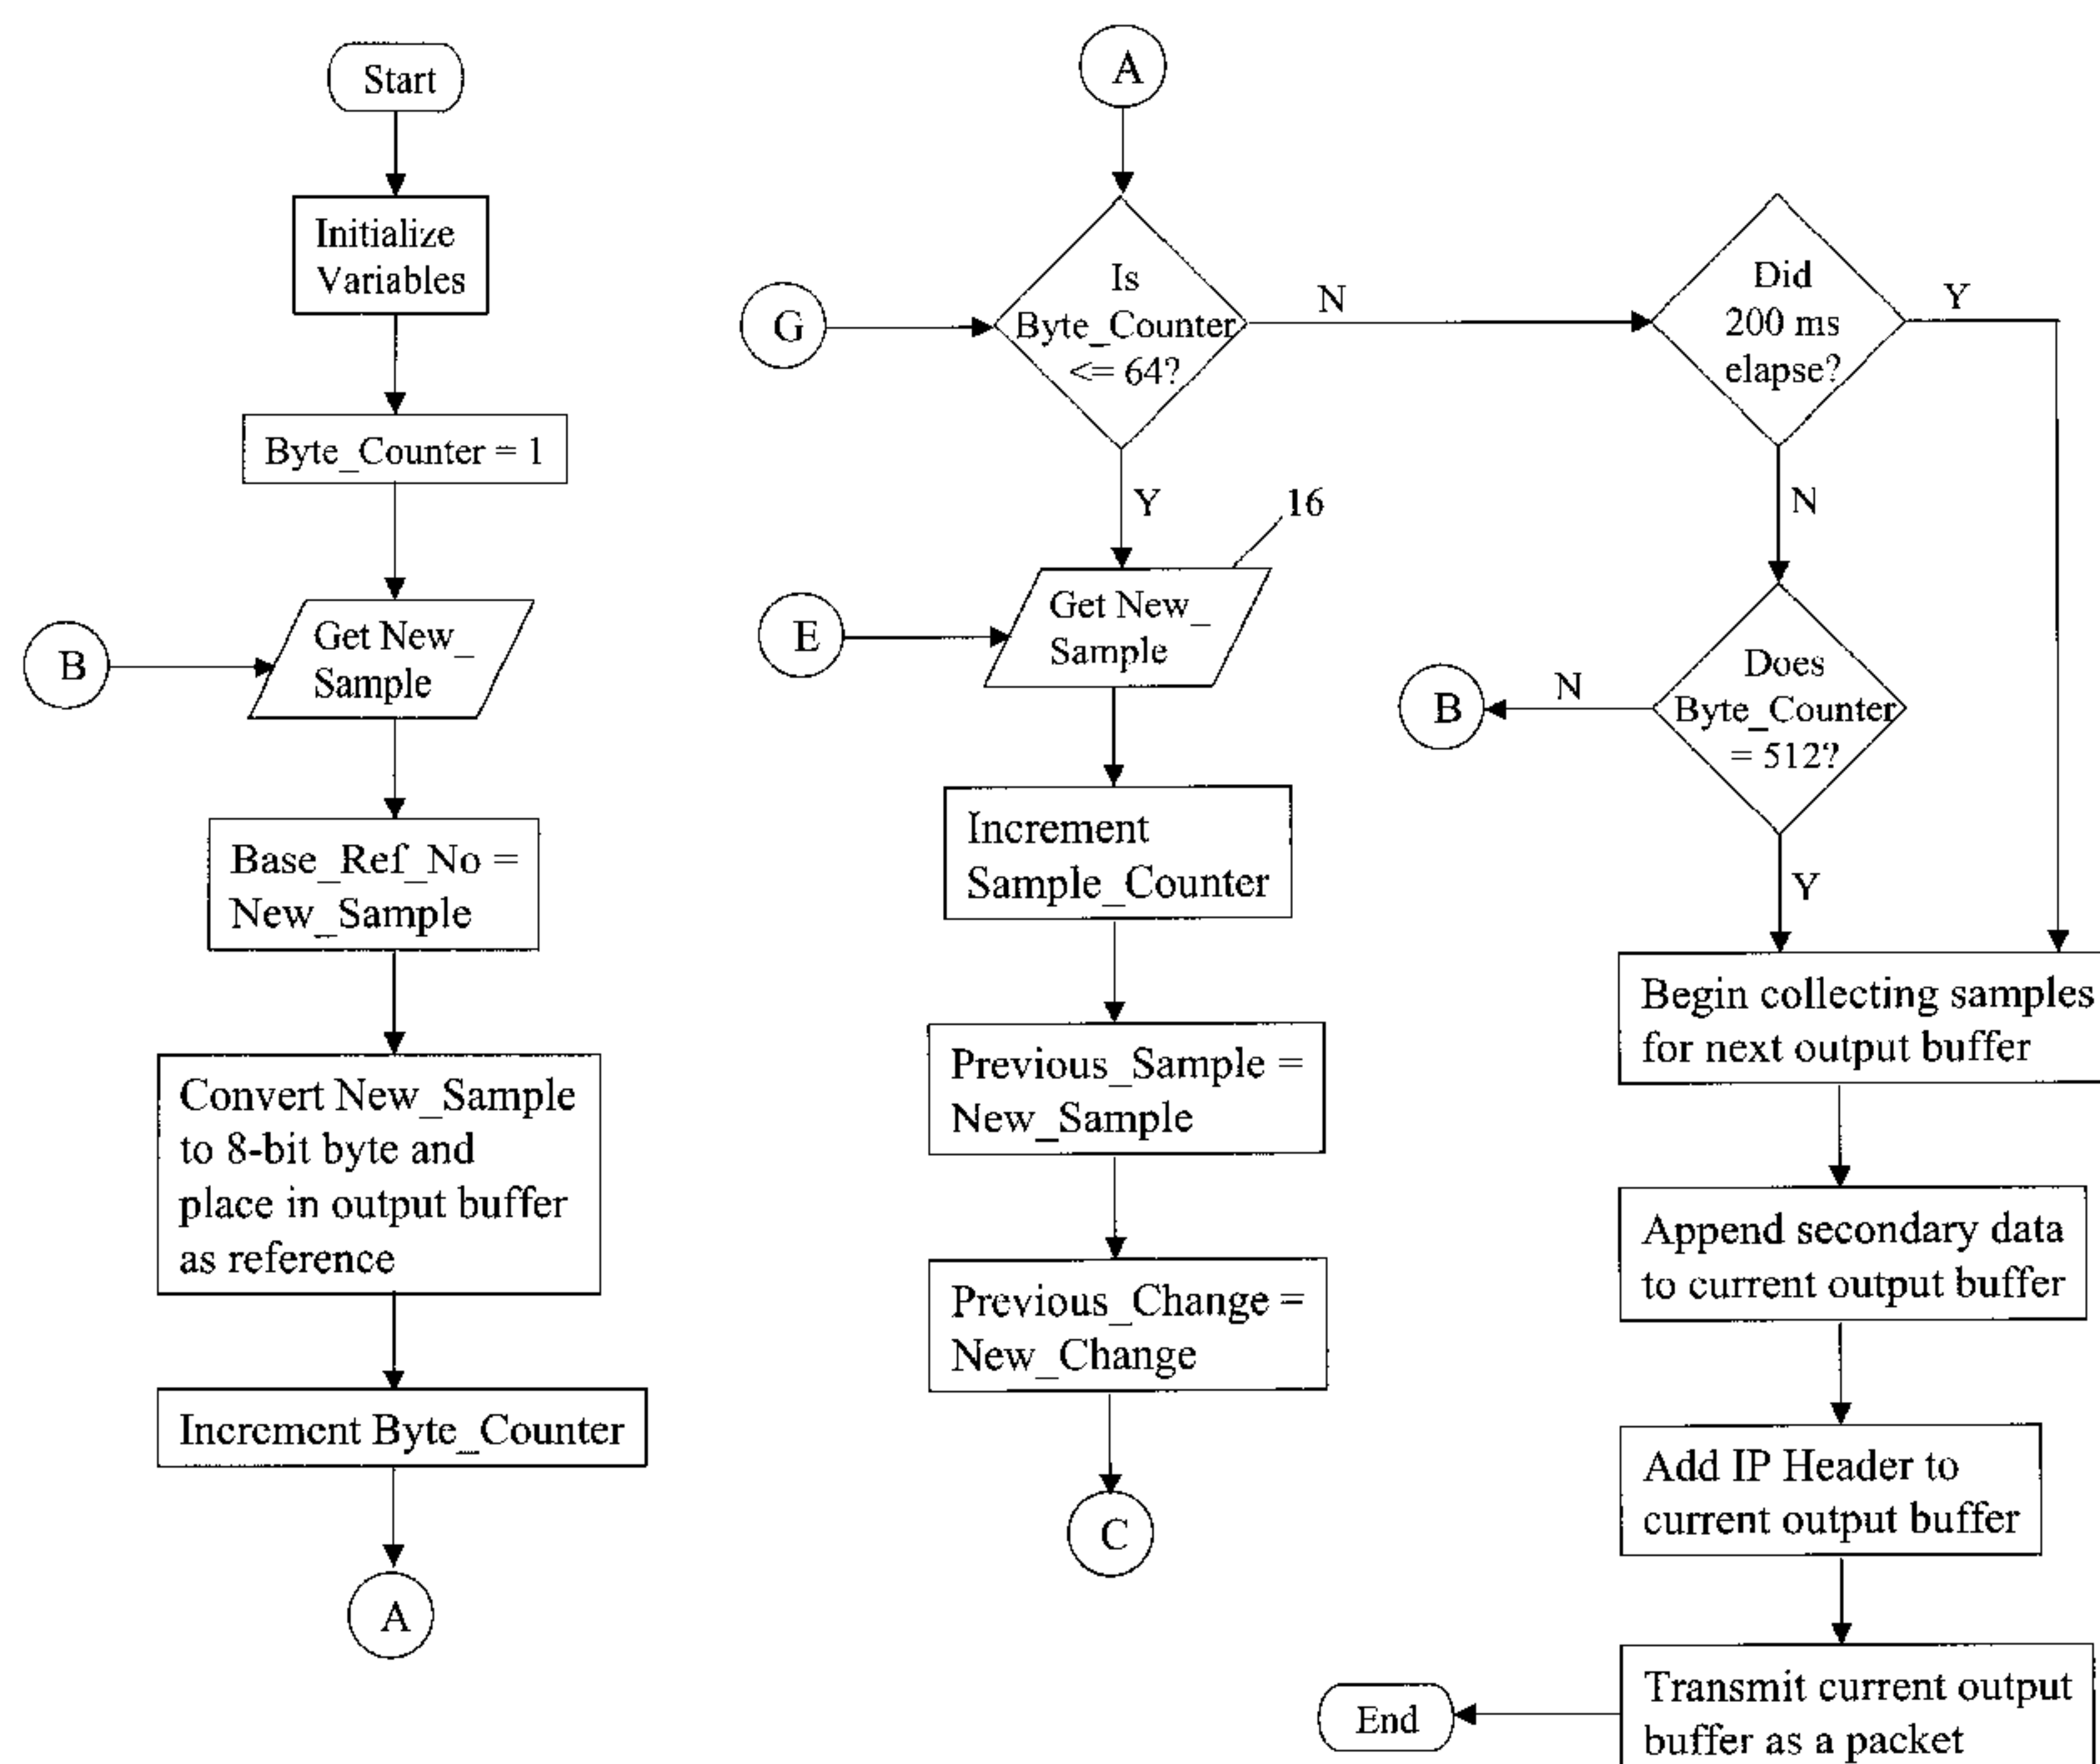 Start
Initialize
Variables
Byte_Counter = 1
B
Get New_
Sample
Base_Ref_No =
New_Sample
Convert New_Sample
to 8-bit byte and
place in output buffer
as reference
Increment Byte_Counter
A
A
G
Is
Byte_Counter
<= 64?
N
Y
16
E
Get New_
Sample
Increment
Sample_Counter
Previous_Sample =
New_Sample
Previous_Change =
New_Change
C
Did
200 ms
elapse?
Y
N
Does
Byte_Counter
= 512?
N
B
Y
Begin collecting samples
for next output buffer
Append secondary data
to current output buffer
Add IP Header to
current output buffer
Transmit current output
buffer as a packet
End